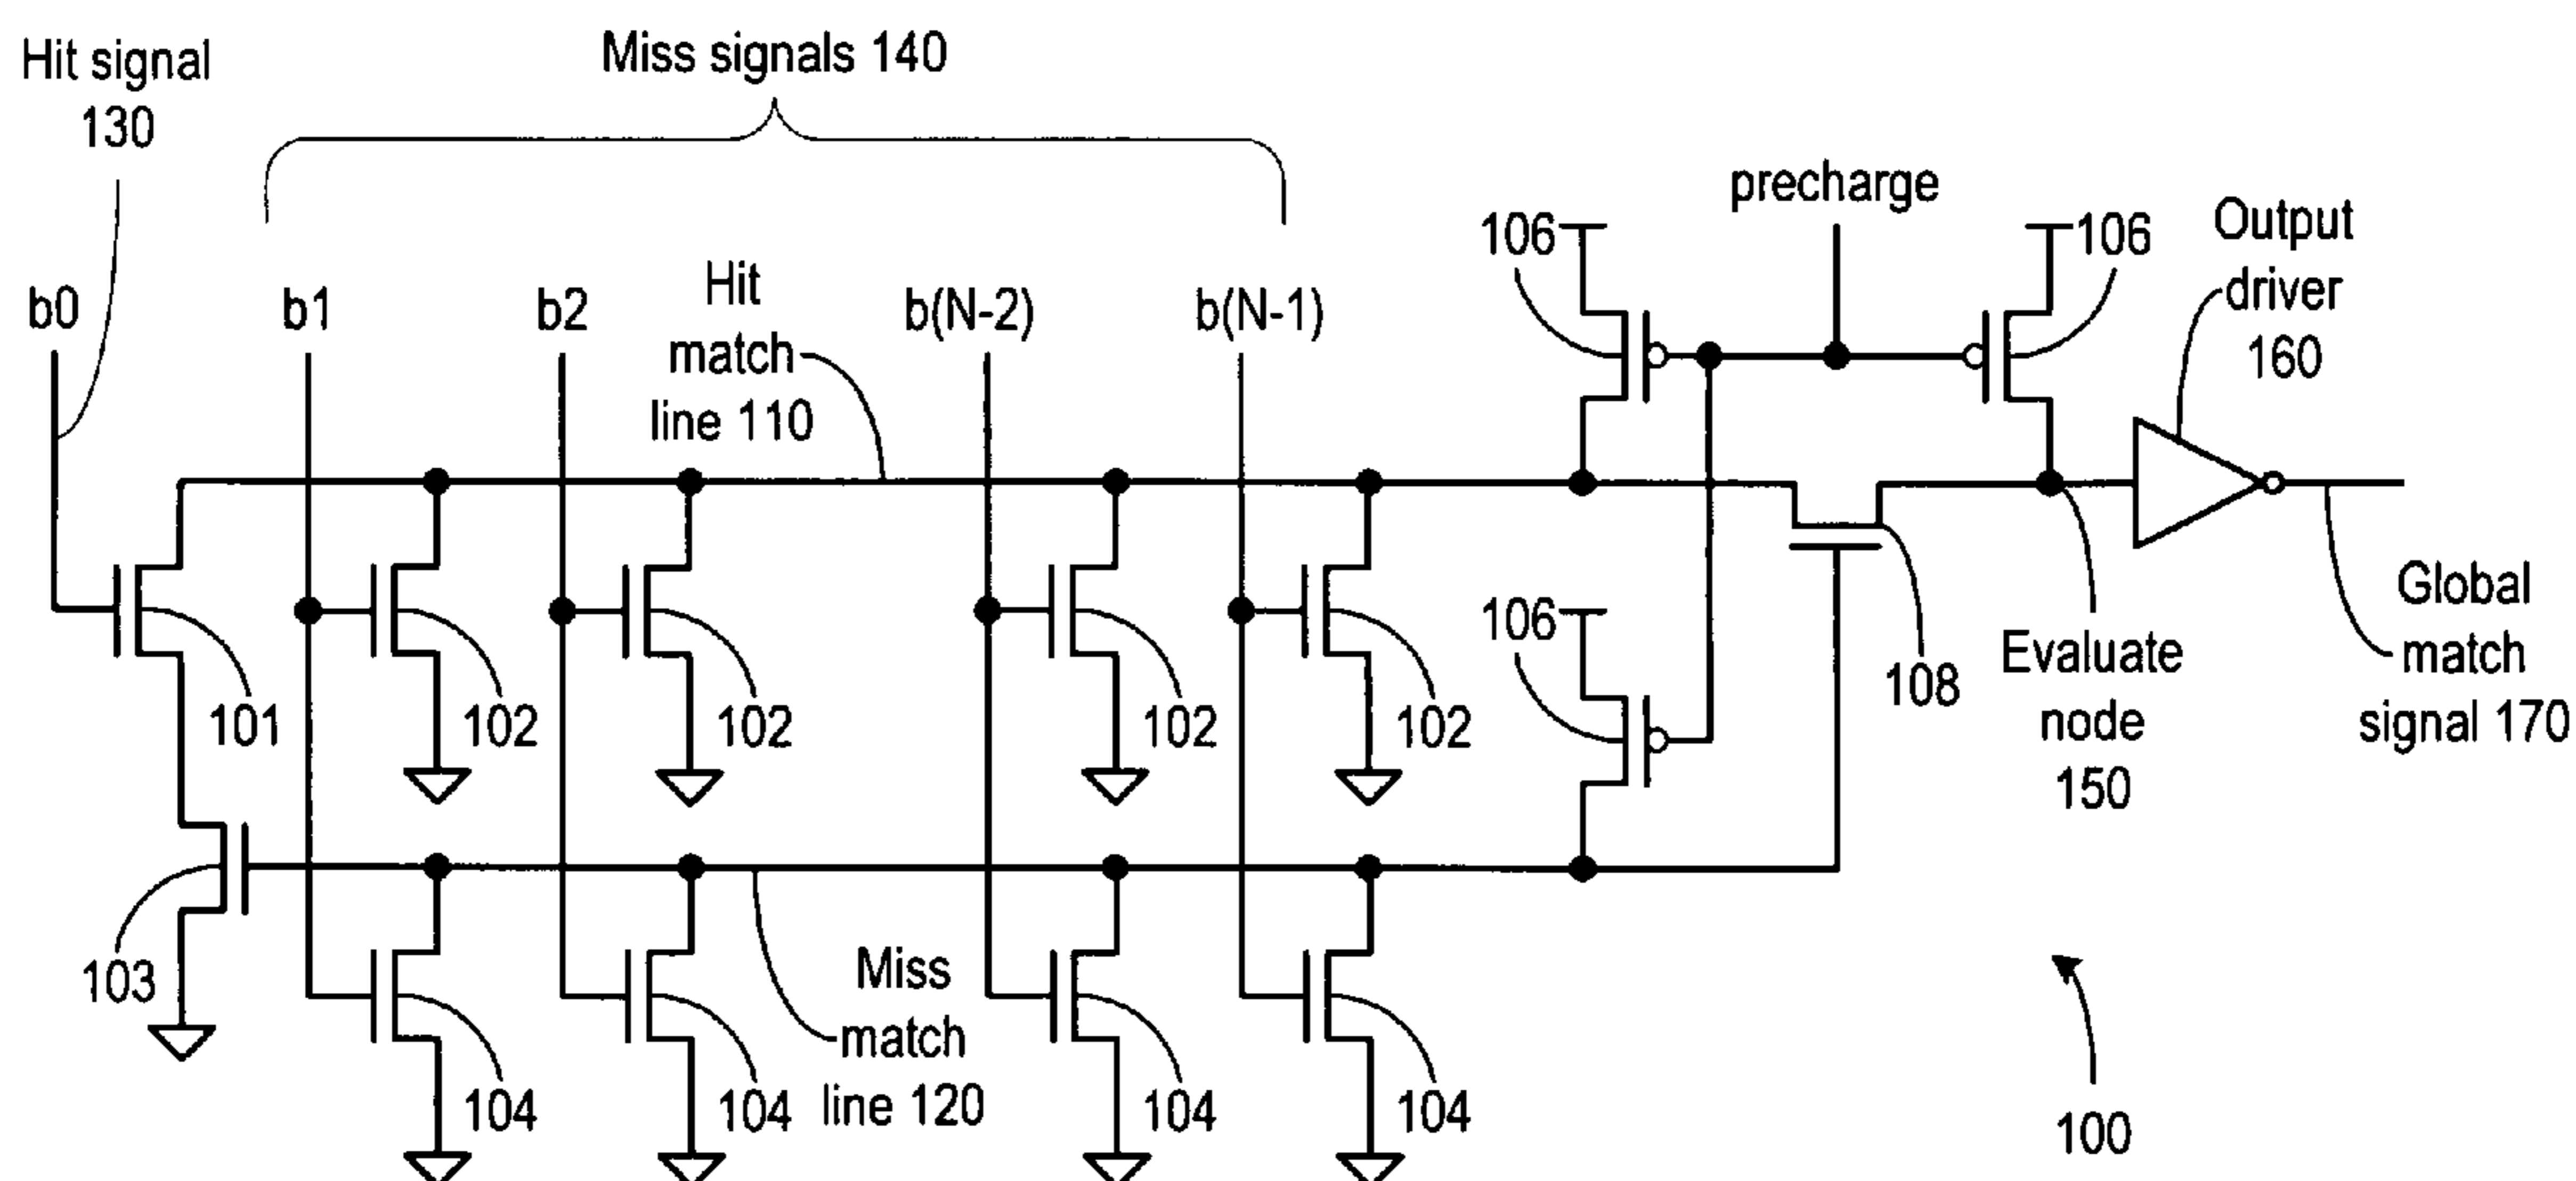 Hit signal
130
Miss signals 140
precharge
106
106
Output
driver
160
b0
b1
b2
Hit
match
line 110
b(N-2)
b(N-1)
101
102
102
102
102
106
108
Evaluate
node
150
Global
match
signal 170
103
104
104
Miss
match
line 120
104
104
100